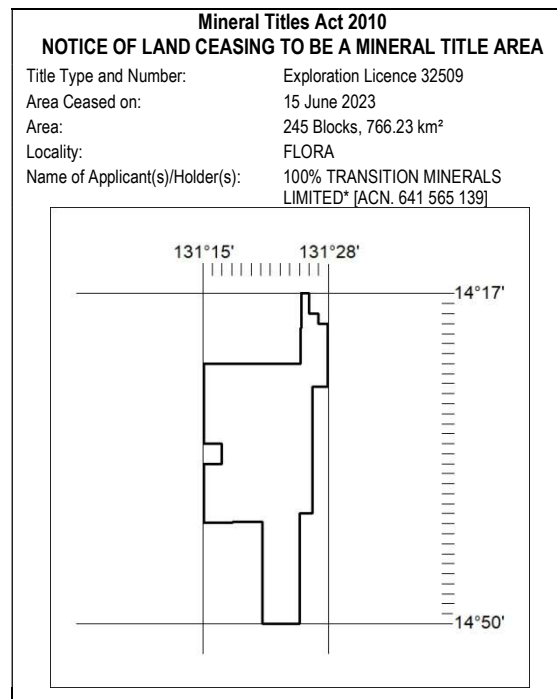 Mineral Titles Act 2010
NOTICE OF LAND CEASING TO BE A MINERAL TITLE AREA
Title Type and Number: Exploration Licence 32509
Area Ceased on: 15 June 2023
Area: 245 Blocks, 766.23 km²
Locality: FLORA
Name of Applicant(s)/Holder(s): 100% TRANSITION MINERALS
LIMITED* [ACN. 641 565 139]
131°15' 131°28'
14°17'
14°50'